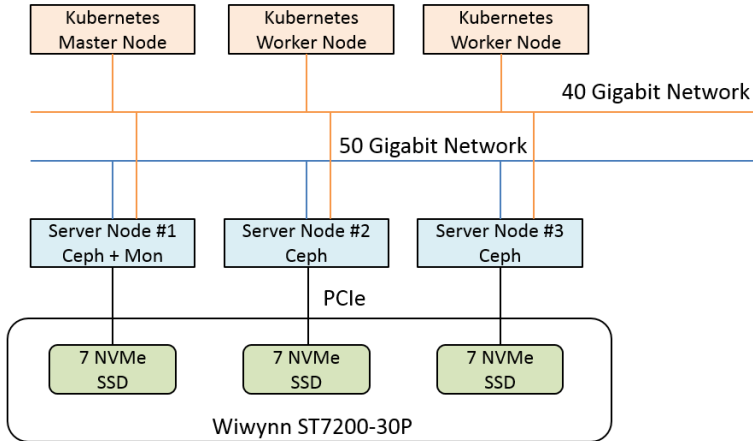 Kubernetes
Master Node
Kubernetes
Worker Node
Kubernetes
Worker Node
40 Gigabit Network
50 Gigabit Network
Server Node #1
Ceph + Mon
Server Node #2
Ceph
Server Node #3
Ceph
PCIe
7 NVMe
SSD
7 NVMe
SSD
7 NVMe
SSD
Wiwynn ST7200-30P